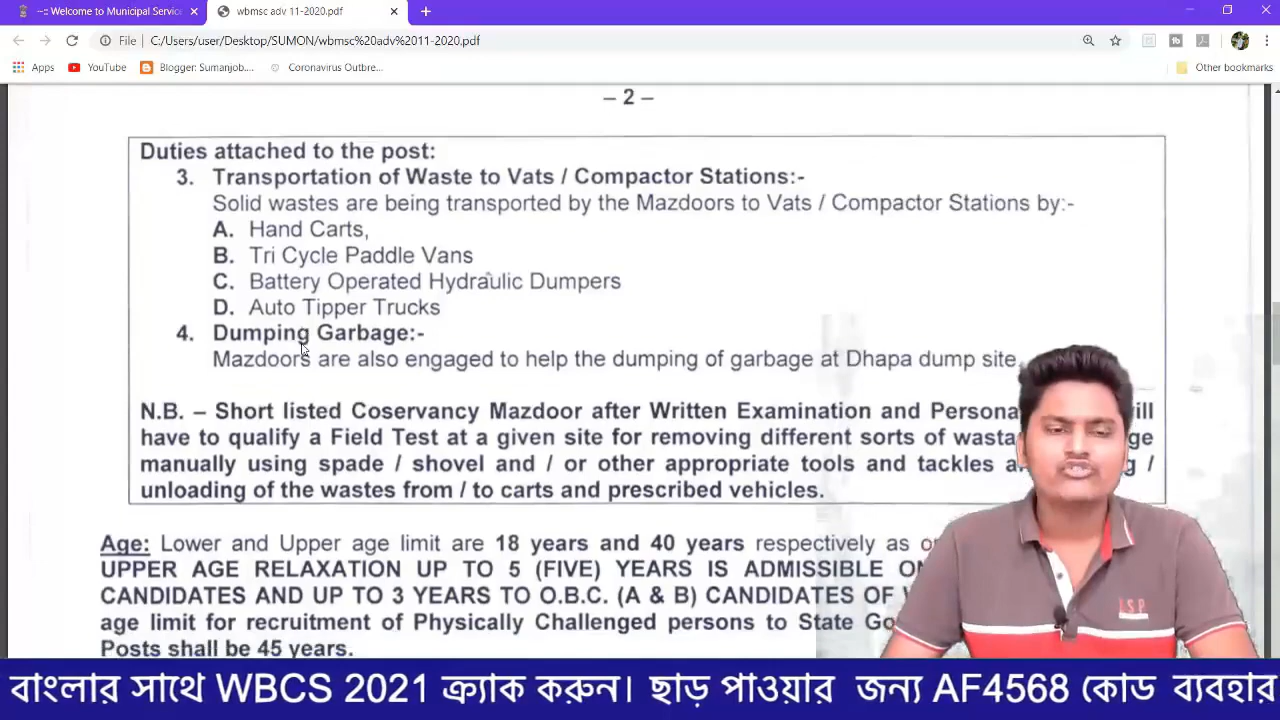 -:: Welcome to Municipal Service
wbmsc adv 11-2020.pdf
File
C:/Users/user/Desktop/SUMON/wbmsc%20adv%2011-2020.pdf
Apps
YouTube
Blogger: Sumanjob....
Coronavirus Outbre...
Other bookmarks
– 2 –
Duties attached to the post:
3. Transportation of Waste to Vats / Compactor Stations:-
Solid wastes are being transported by the Mazdoors to Vats / Compactor Stations by:-
A. Hand Carts,
B. Tri Cycle Paddle Vans
C. Battery Operated Hydraulic Dumpers
D. Auto Tipper Trucks
4. Dumping Garbage:-
Mazdoors are also engaged to help the dumping of garbage at Dhapa dump site.
N.B. – Short listed Coservancy Mazdoor after Written Examination and Persona ill
have to qualify a Field Test at a given site for removing different sorts of wasta ge
manually using spade / shovel and / or other appropriate tools and tackles a g /
unloading of the wastes from / to carts and prescribed vehicles.
Age: Lower and Upper age limit are 18 years and 40 years respectively as o
UPPER AGE RELAXATION UP TO 5 (FIVE) YEARS IS ADMISSIBLE ON
CANDIDATES AND UP TO 3 YEARS TO O.B.C. (A & B) CANDIDATES OF
age limit for recruitment of Physically Challenged persons to State Go
Posts shall be 45 years.
বাংলার সাথে WBCS 2021 ক্র্যাক করুন। ছাড় পাওয়ার জন্য AF4568 কোড ব্যবহার